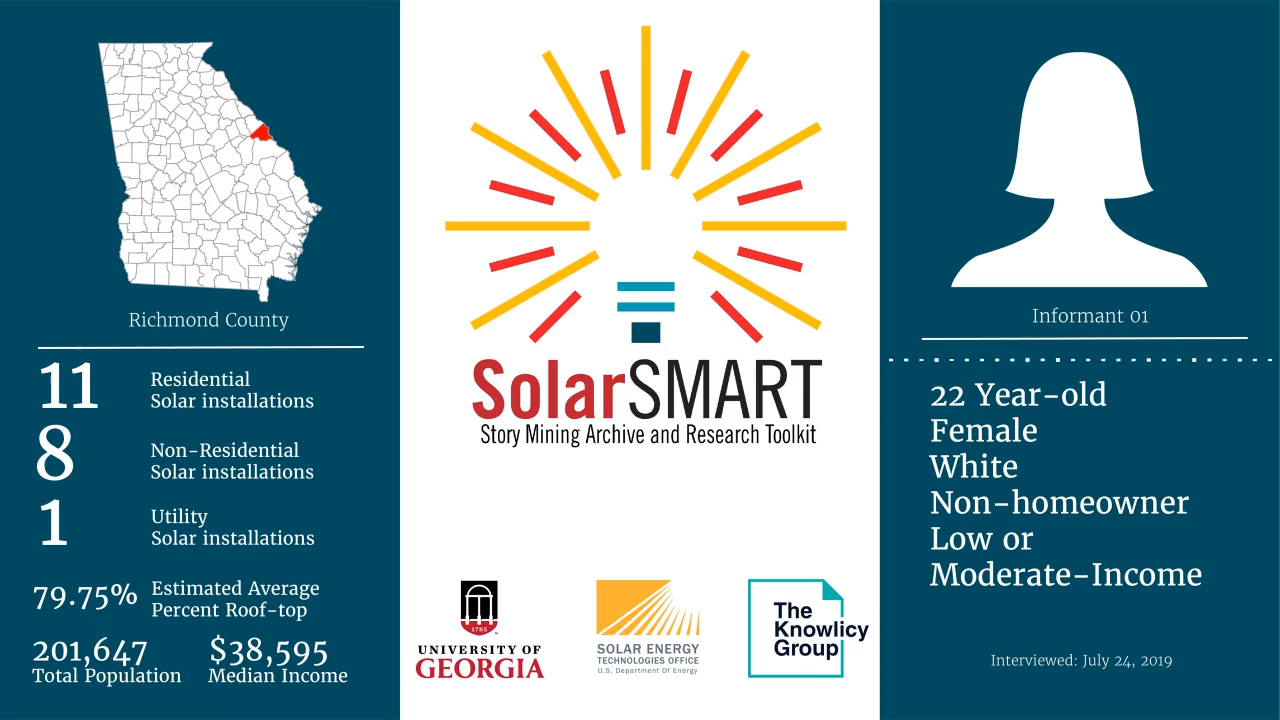 Richmond County
11
Residential
Solar installations
8
Non-Residential
Solar installations
1
Utility
Solar installations
79.75%
Estimated Average
Percent Roof-top
201,647
Total Population
$38,595
Median Income
SolarSMART
Story Mining Archive and Research Toolkit
1785
UNIVERSITY OF
GEORGIA
SOLAR ENERGY
TECHNOLOGIES OFFICE
U.S. Department Of Energy
The
Knowlicy
Group
Informant 01
22 Year-old
Female
White
Non-homeowner
Low or
Moderate-Income
Interviewed: July 24, 2019